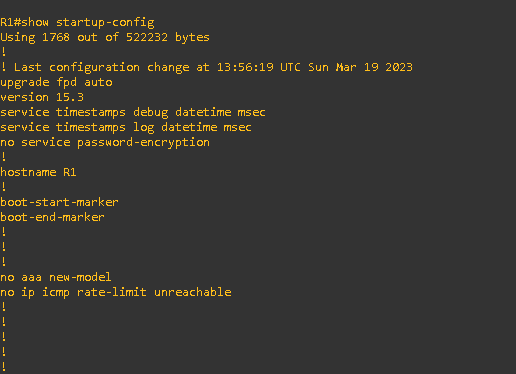 R1#show startup-config
Using 1768 out of 522232 bytes
!
! Last configuration change at 13:56:19 UTC Sun Mar 19 2023
upgrade fpd auto
version 15.3
service timestamps debug datetime msec
service timestamps log datetime msec
no service password-encryption
!
hostname R1
!
boot-start-marker
boot-end-marker
!
!
!
no aaa new-model
no ip icmp rate-limit unreachable
!
!
!
!
!